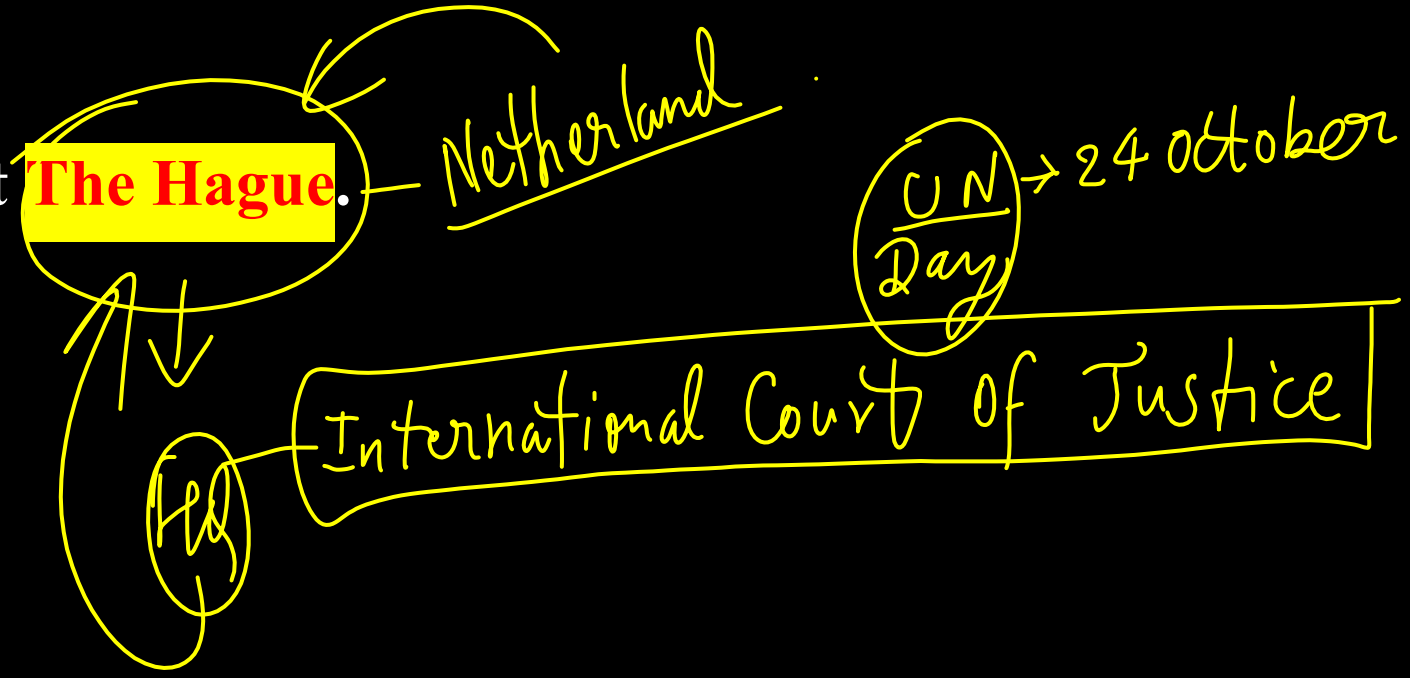 t The Hague.
Netherland
UN → 24 October
Day
International Court of Justice
HQ